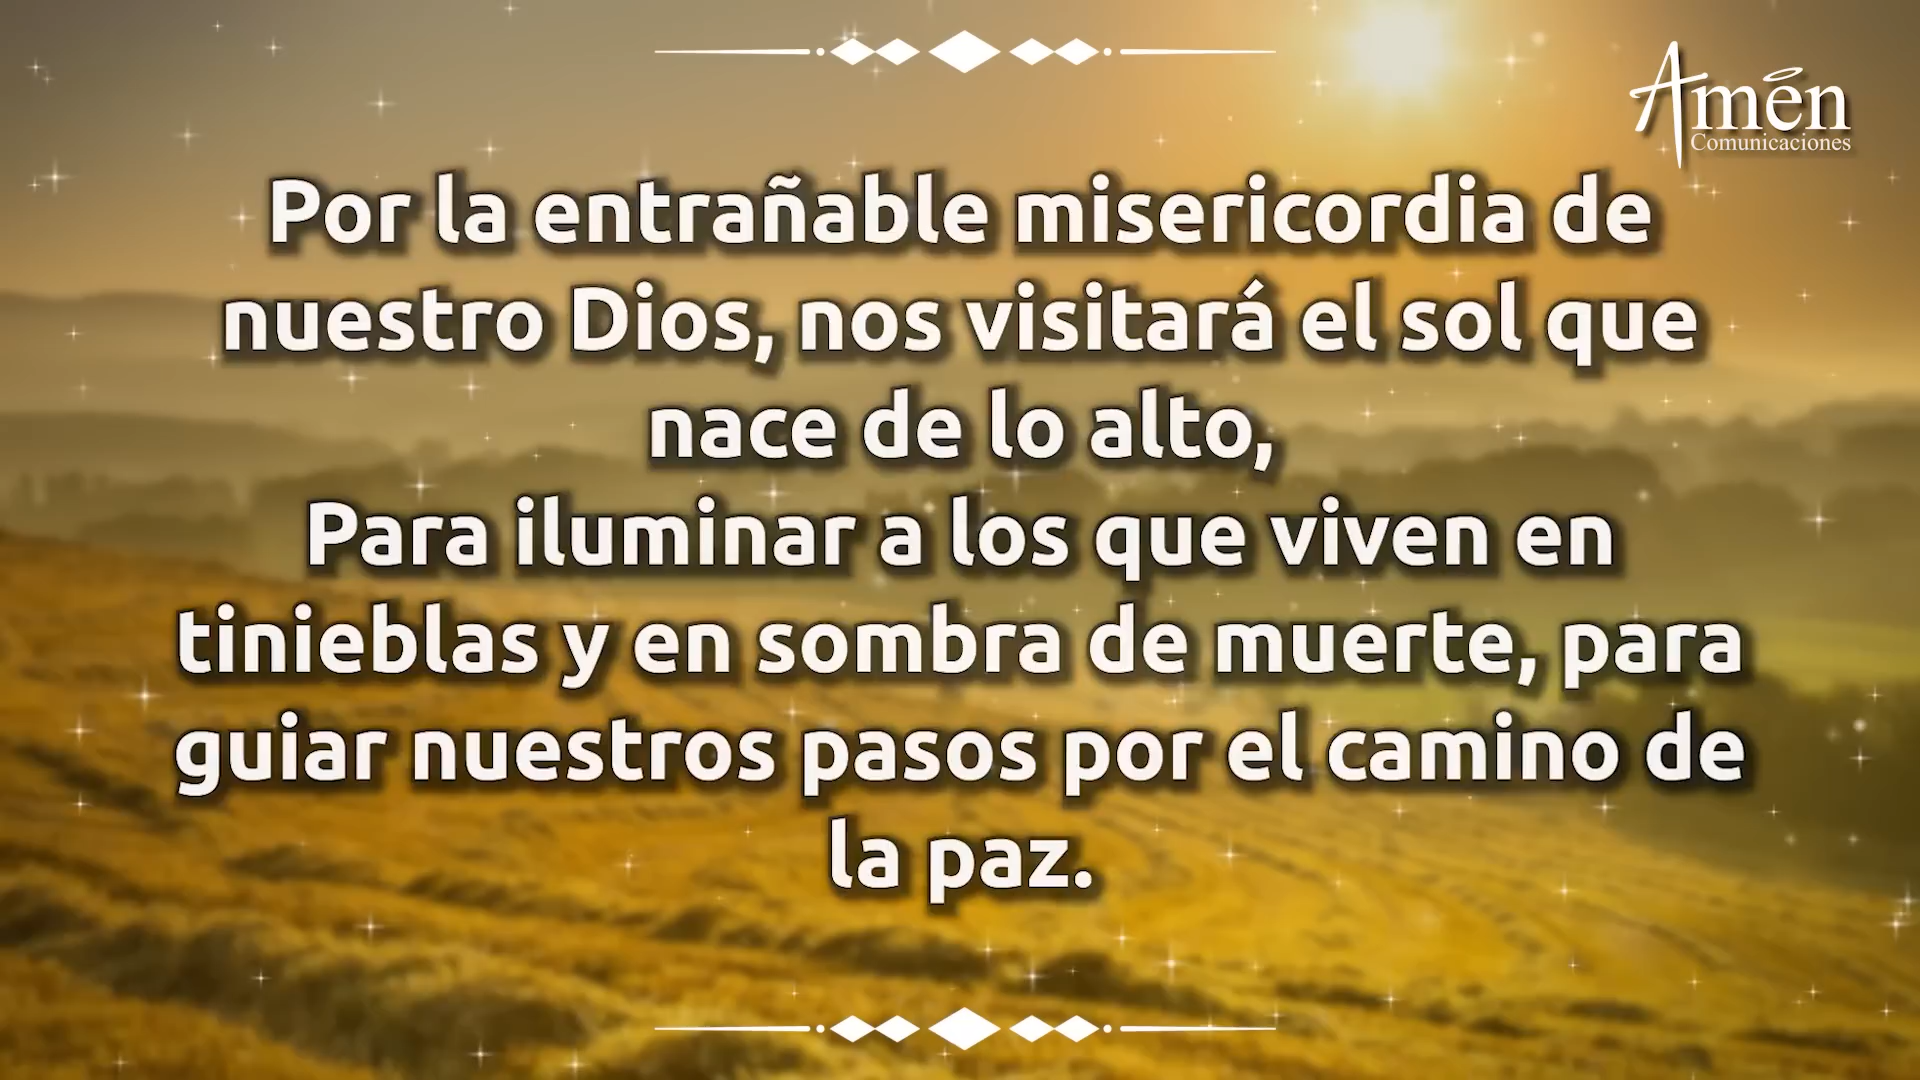 Amén
Comunicaciones
Por la entrañable misericordia de
nuestro Dios, nos visitará el sol que
nace de lo alto,
Para iluminar a los que viven en
tinieblas y en sombra de muerte, para
guiar nuestros pasos por el camino de
la paz.